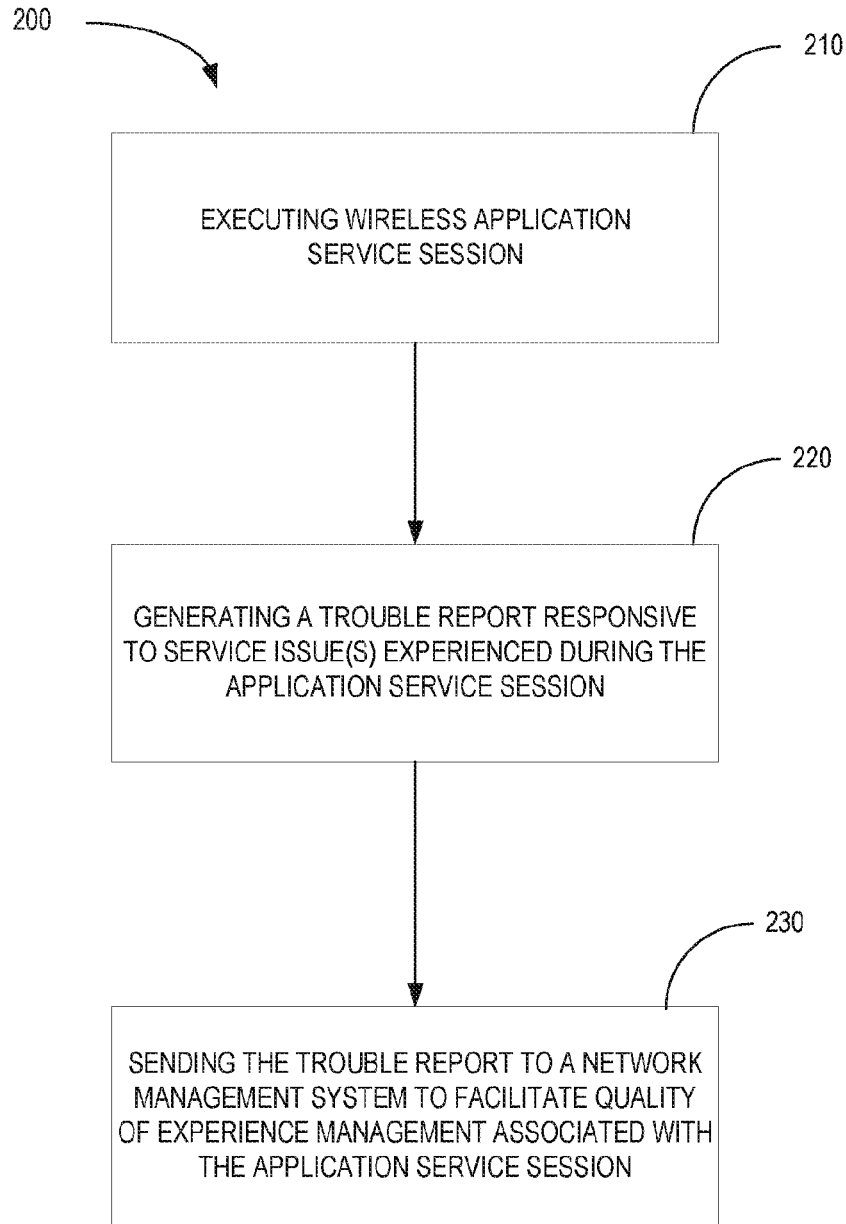 200
210
EXECUTING WIRELESS APPLICATION
SERVICE SESSION
220
GENERATING A TROUBLE REPORT RESPONSIVE
TO SERVICE ISSUE(S) EXPERIENCED DURING THE
APPLICATION SERVICE SESSION
230
SENDING THE TROUBLE REPORT TO A NETWORK
MANAGEMENT SYSTEM TO FACILITATE QUALITY
OF EXPERIENCE MANAGEMENT ASSOCIATED WITH
THE APPLICATION SERVICE SESSION